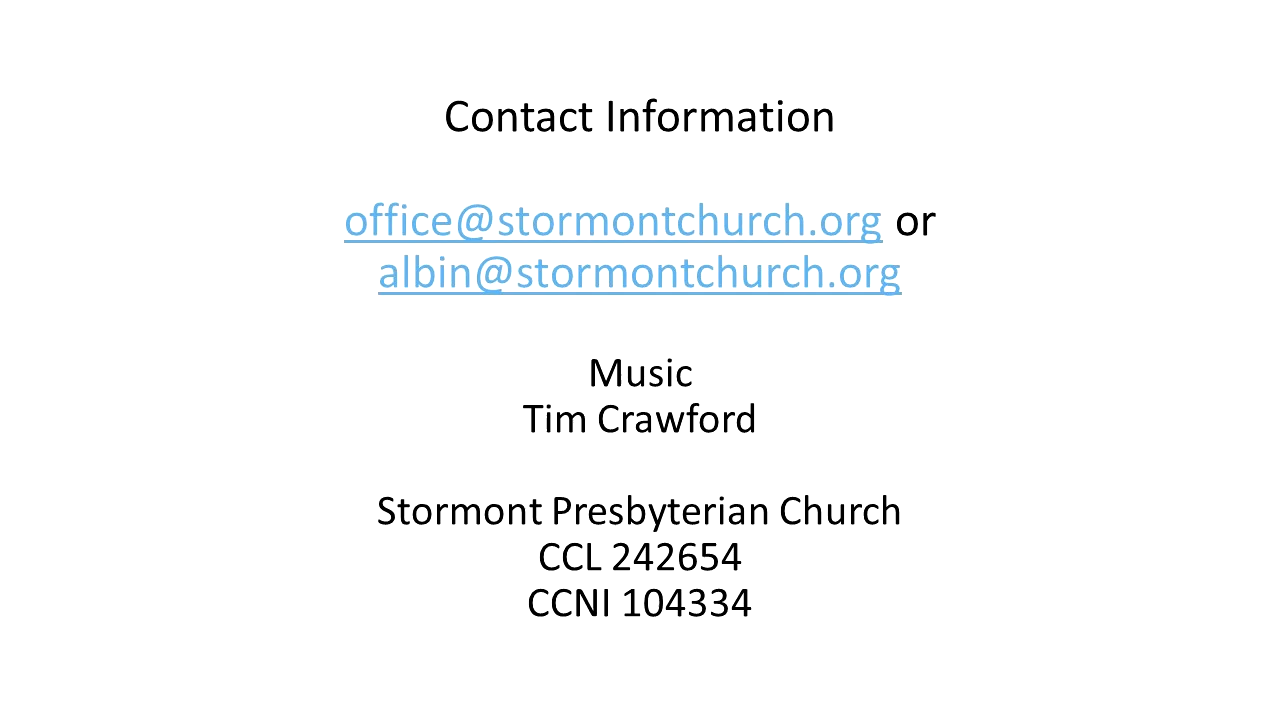 Contact Information
office@stormontchurch.org or
albin@stormontchurch.org
Music
Tim Crawford
Stormont Presbyterian Church
CCL 242654
CCNI 104334